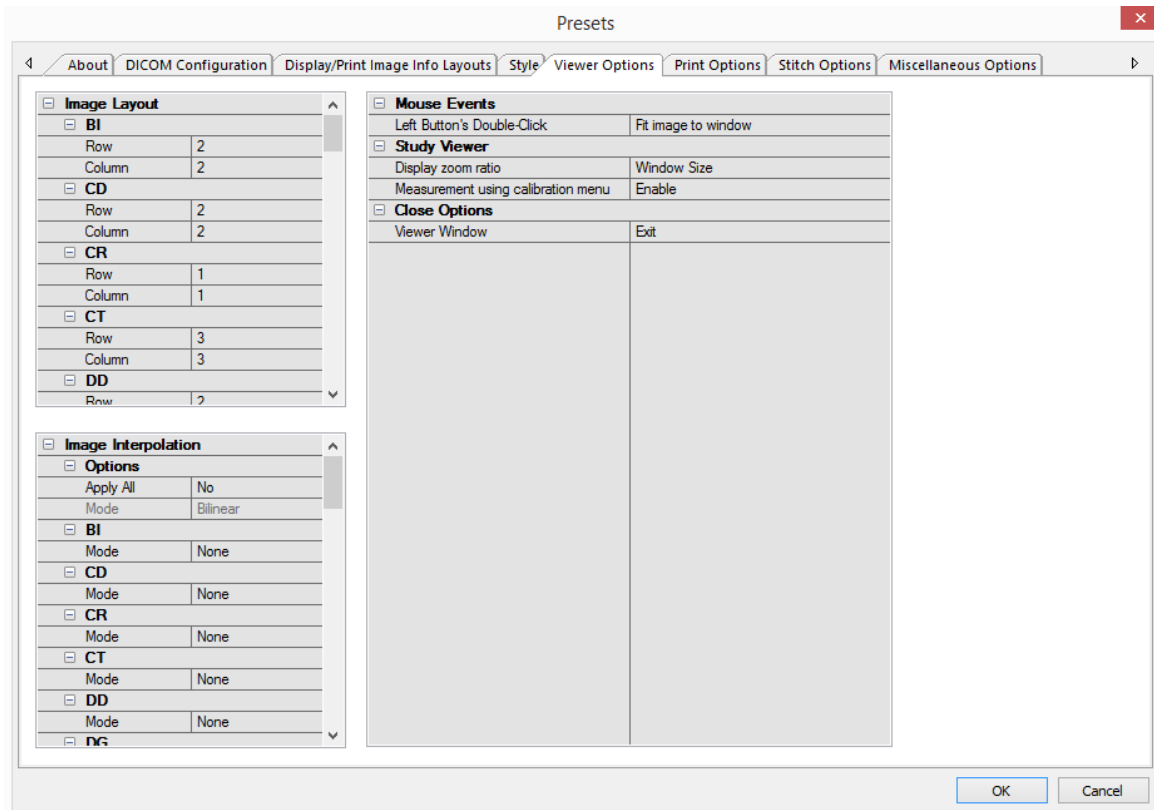 Presets
About DICOM Configuration Display/Print Image Info Layouts Style Viewer Options Print Options Stitch Options Miscellaneous Options
Image Layout
BI
Row 2
Column 2
CD
Row 2
Column 2
CR
Row 1
Column 1
CT
Row 3
Column 3
DD
Row 2
Image Interpolation
Options
Apply All No
Mode Bilinear
BI
Mode None
CD
Mode None
CR
Mode None
CT
Mode None
DD
Mode None
DG
Mouse Events
Left Button's Double-Click Fit image to window
Study Viewer
Display zoom ratio Window Size
Measurement using calibration menu Enable
Close Options
Viewer Window Exit
OK Cancel